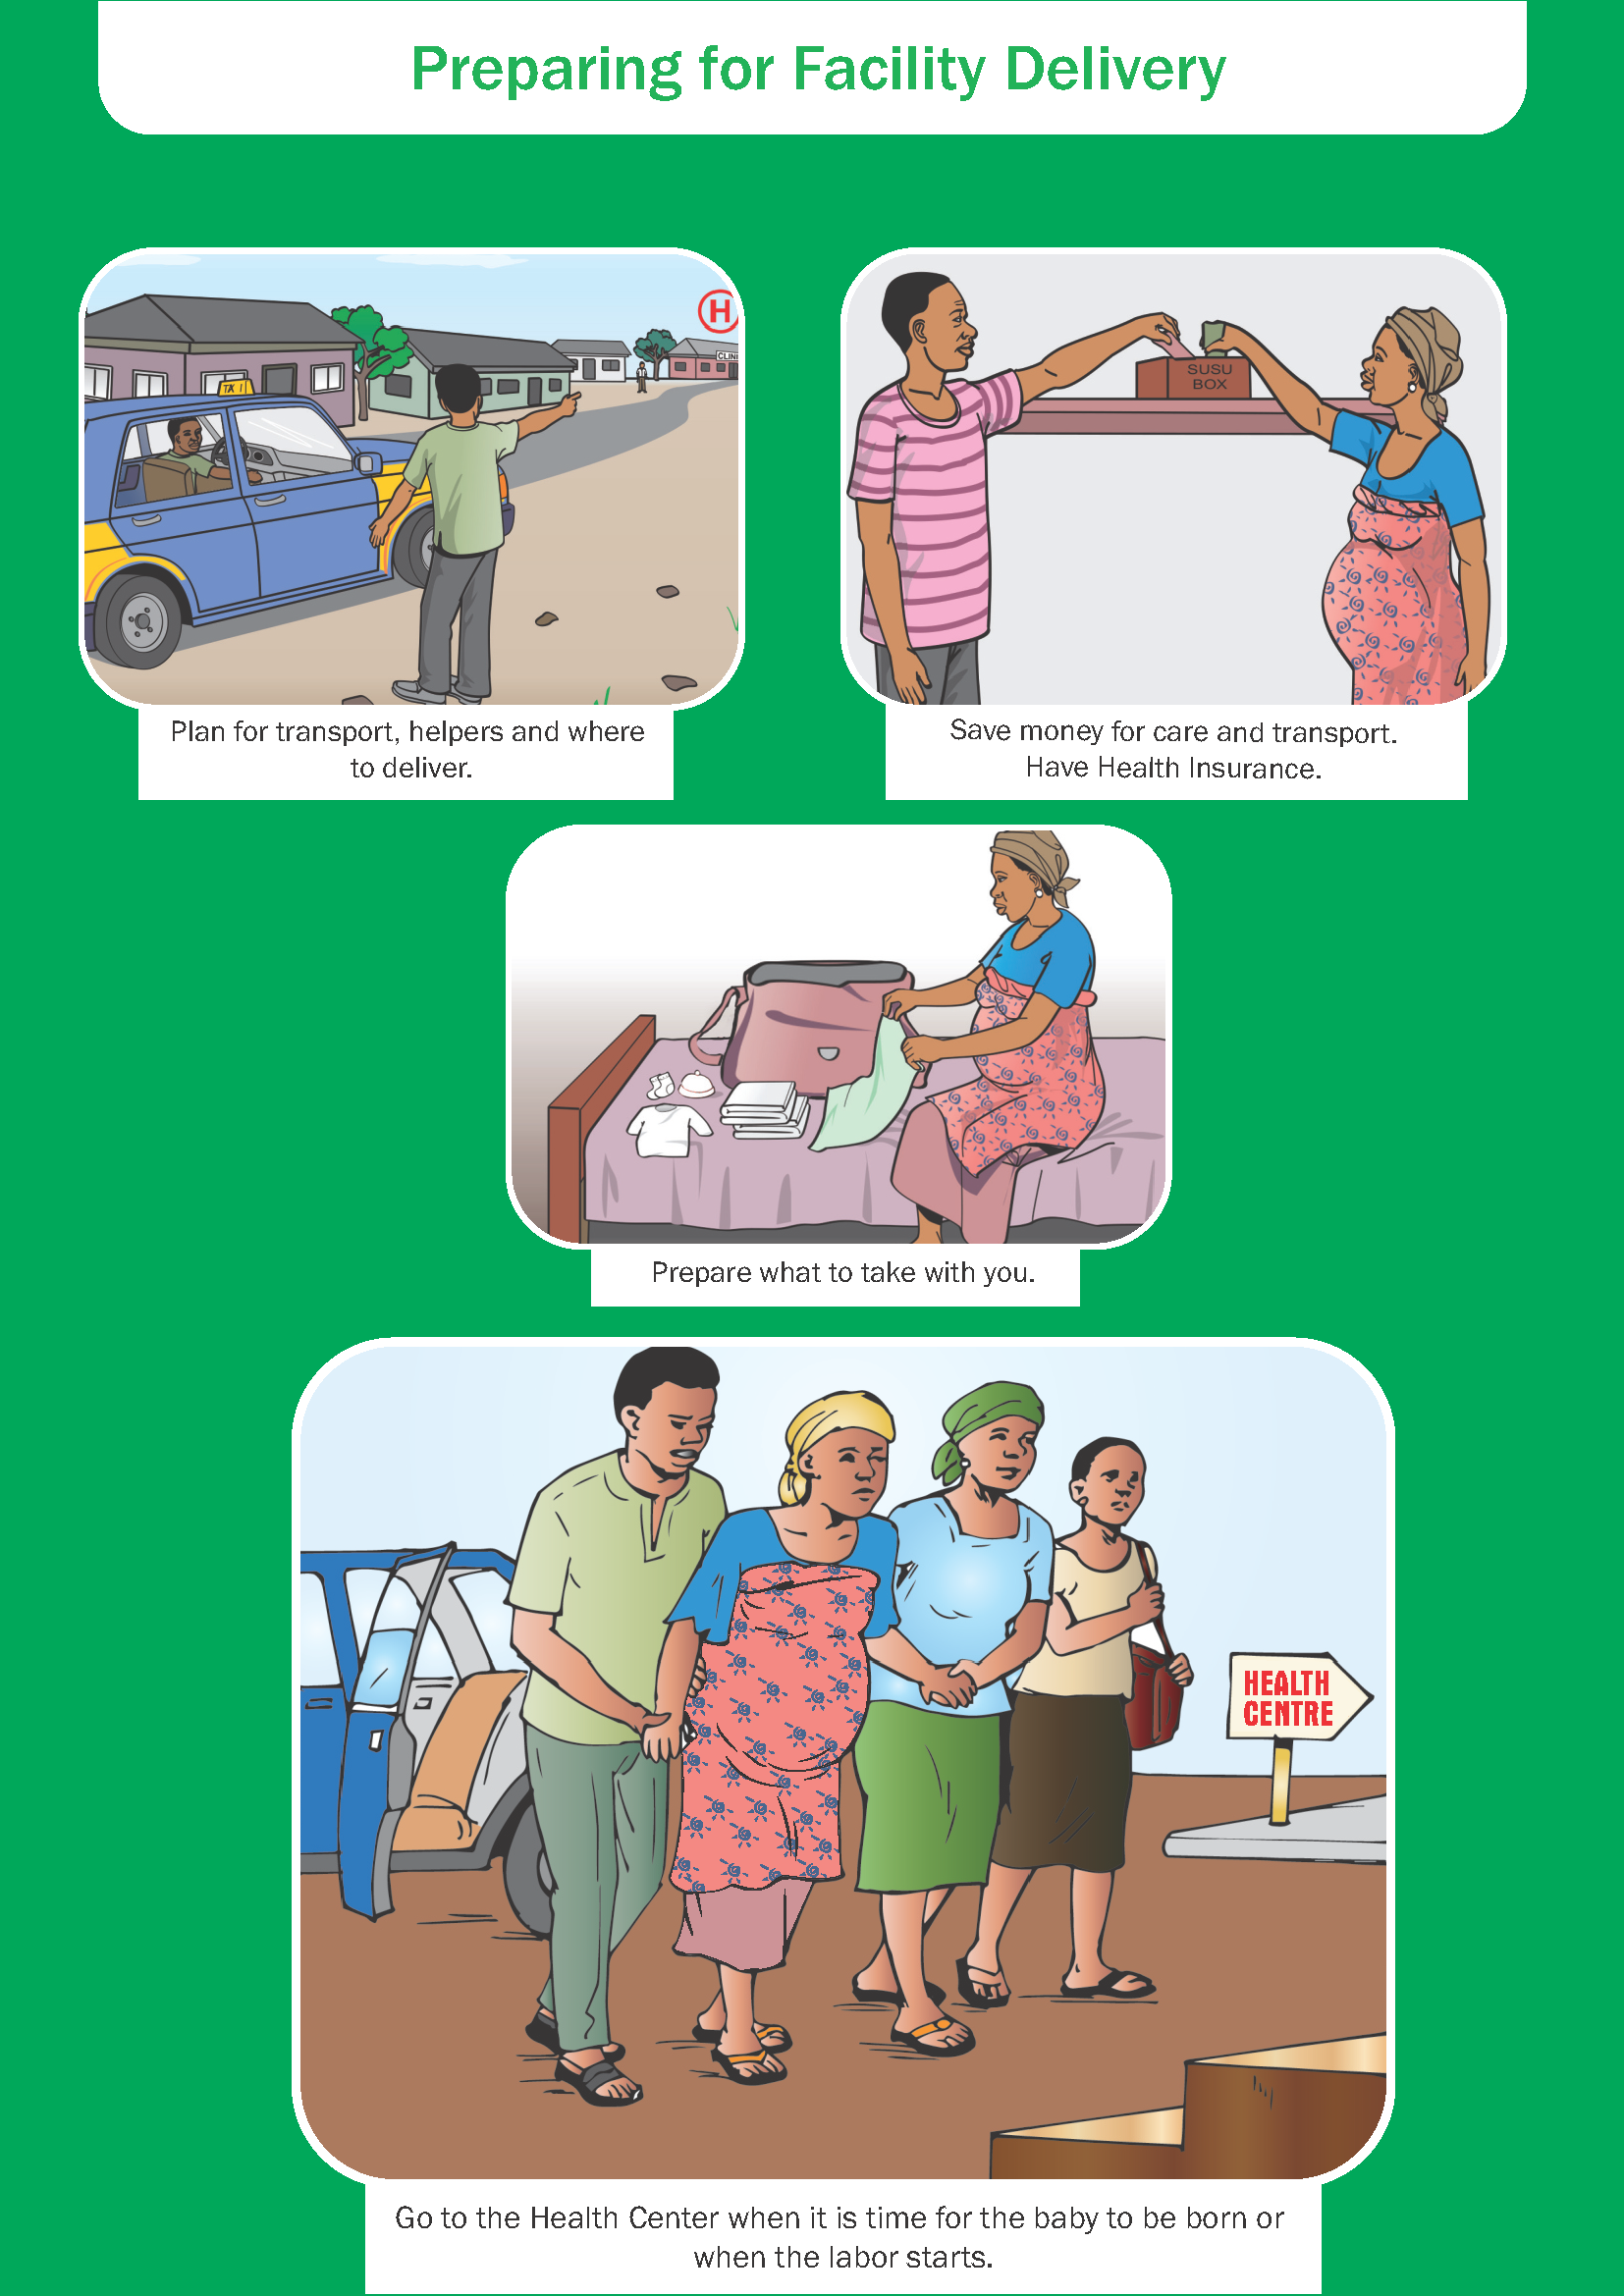 Preparing for Facility Delivery
H
TAXI
CLINI
Plan for transport, helpers and where
to deliver.
SUSU
BOX
Save money for care and transport.
Have Health Insurance.
Prepare what to take with you.
HEALTH
CENTRE
Go to the Health Center when it is time for the baby to be born or
when the labor starts.